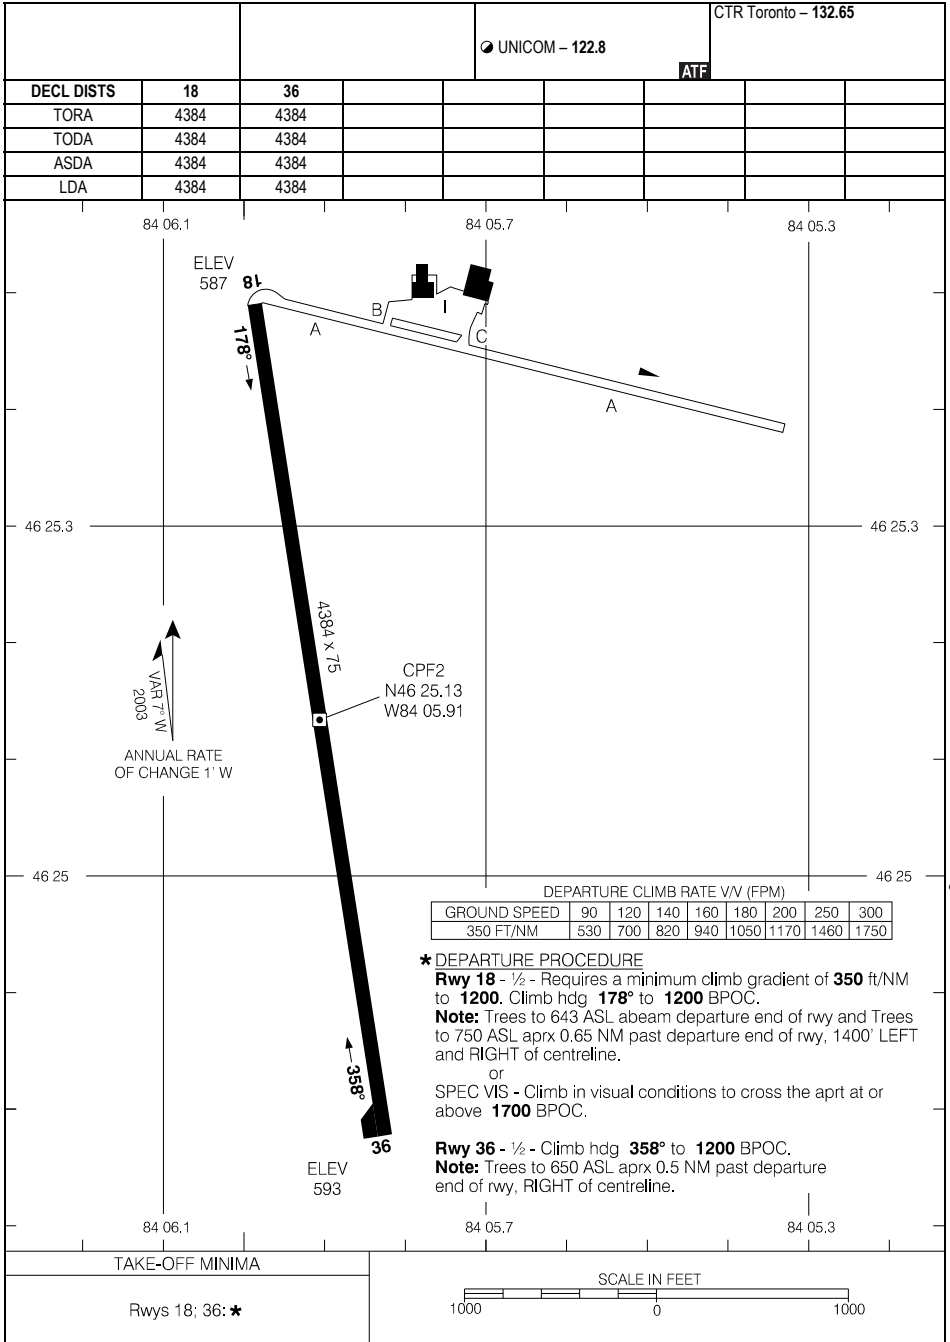 CTR Toronto – 132.65
UNICOM – 122.8
ATF
DECL DISTS 18 36
TORA 4384 4384
TODA 4384 4384
ASDA 4384 4384
LDA 4384 4384
84 06.1 84 05.7 84 05.3
ELEV
587
18
178°
A
B
I
C
A
46 25.3 46 25.3
4384 x 75
CPF2
N46 25.13
W84 05.91
VAR 7° W
2003
ANNUAL RATE
OF CHANGE 1' W
46 25 46 25
DEPARTURE CLIMB RATE V/V (FPM)
GROUND SPEED 90 120 140 160 180 200 250 300
350 FT/NM 530 700 820 940 1050 1170 1460 1750
* DEPARTURE PROCEDURE
Rwy 18 - ½ - Requires a minimum climb gradient of 350 ft/NM
to 1200. Climb hdg 178° to 1200 BPOC.
Note: Trees to 643 ASL abeam departure end of rwy and Trees
to 750 ASL aprx 0.65 NM past departure end of rwy, 1400' LEFT
and RIGHT of centreline.
or
SPEC VIS - Climb in visual conditions to cross the aprt at or
above 1700 BPOC.
Rwy 36 - ½ - Climb hdg 358° to 1200 BPOC.
Note: Trees to 650 ASL aprx 0.5 NM past departure
end of rwy, RIGHT of centreline.
358°
36
ELEV
593
84 06.1 84 05.7 84 05.3
TAKE-OFF MINIMA
Rwys 18; 36: *
SCALE IN FEET
1000 0 1000